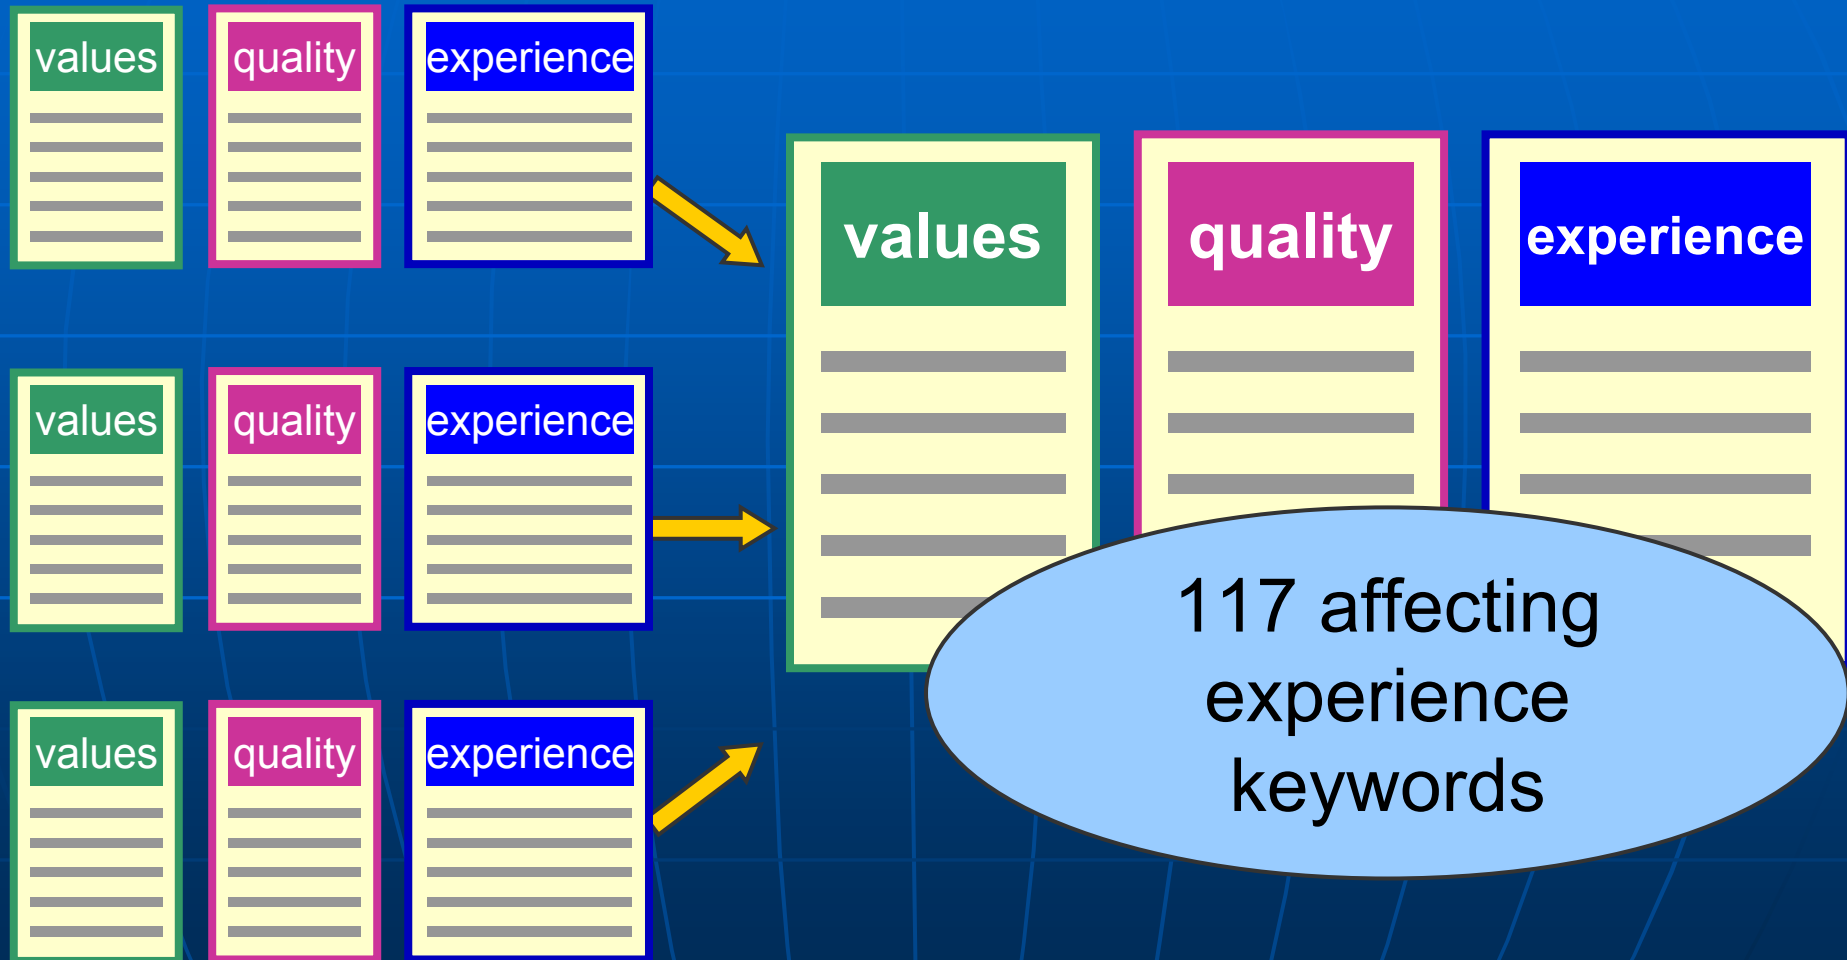 values quality experience
values quality experience
values quality experience
values quality experience
117 affecting
experience
keywords